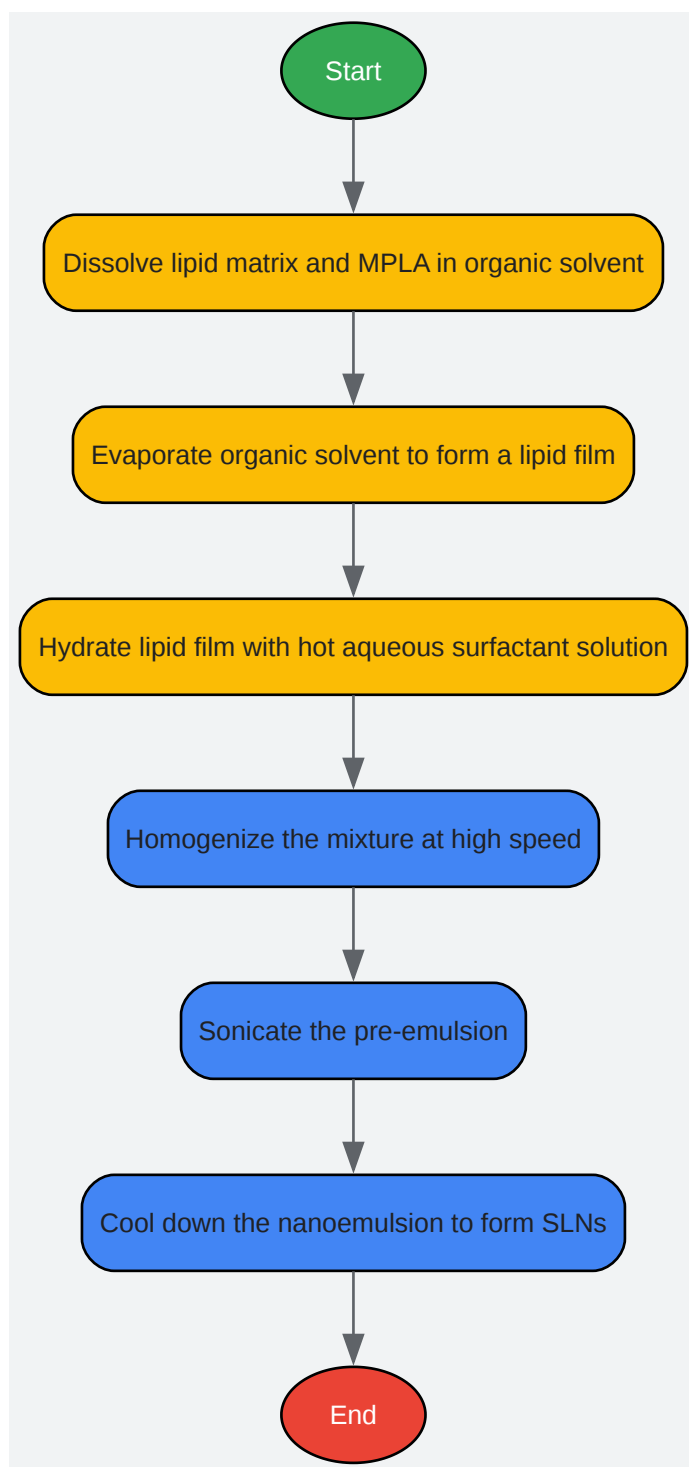 Start
Dissolve lipid matrix and MPLA in organic solvent
Evaporate organic solvent to form a lipid film
Hydrate lipid film with hot aqueous surfactant solution
Homogenize the mixture at high speed
Sonicate the pre-emulsion
Cool down the nanoemulsion to form SLNs
End